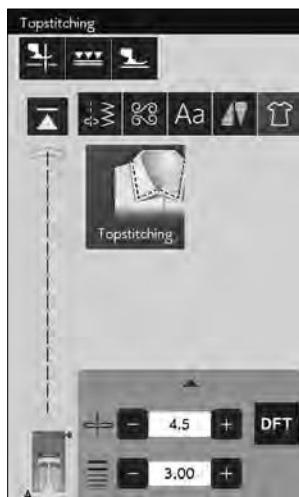 Topstitching
Aa
Topstitching
- 4.5 + DFT
- 3.00 +
A